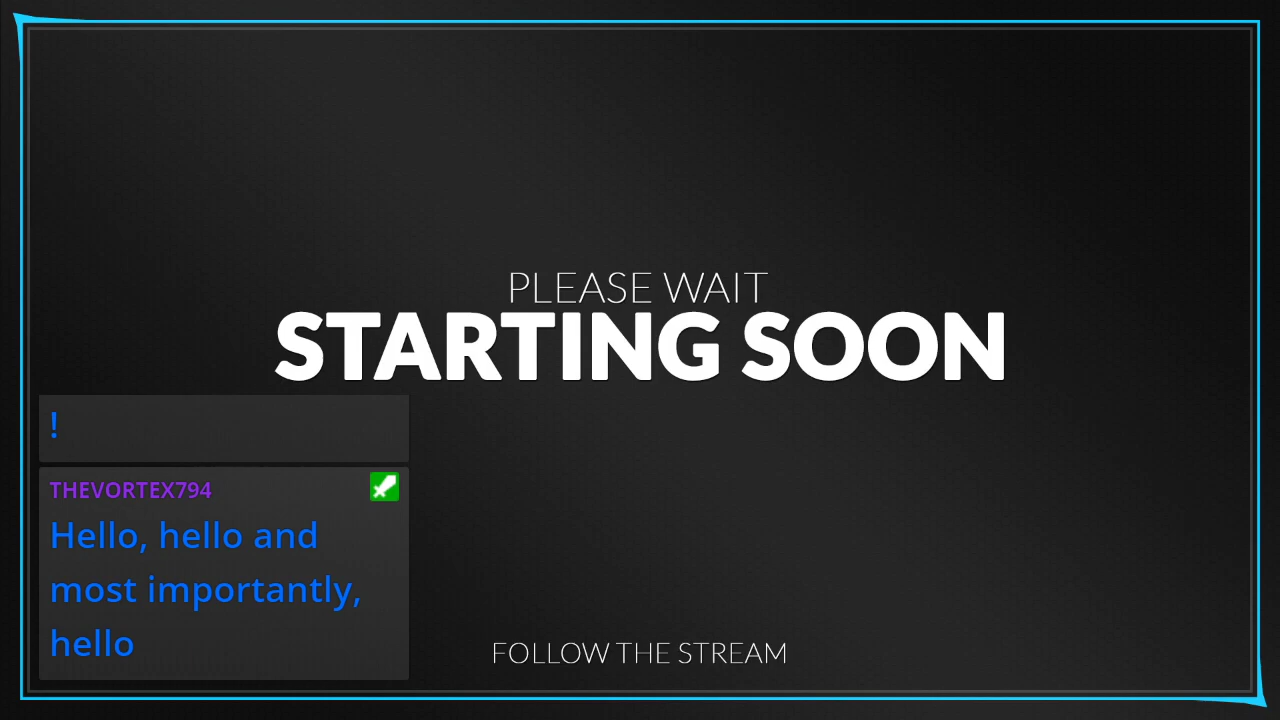 PLEASE WAIT
STARTING SOON
!
THEVORTEX794
Hello, hello and
most importantly,
hello
FOLLOW THE STREAM